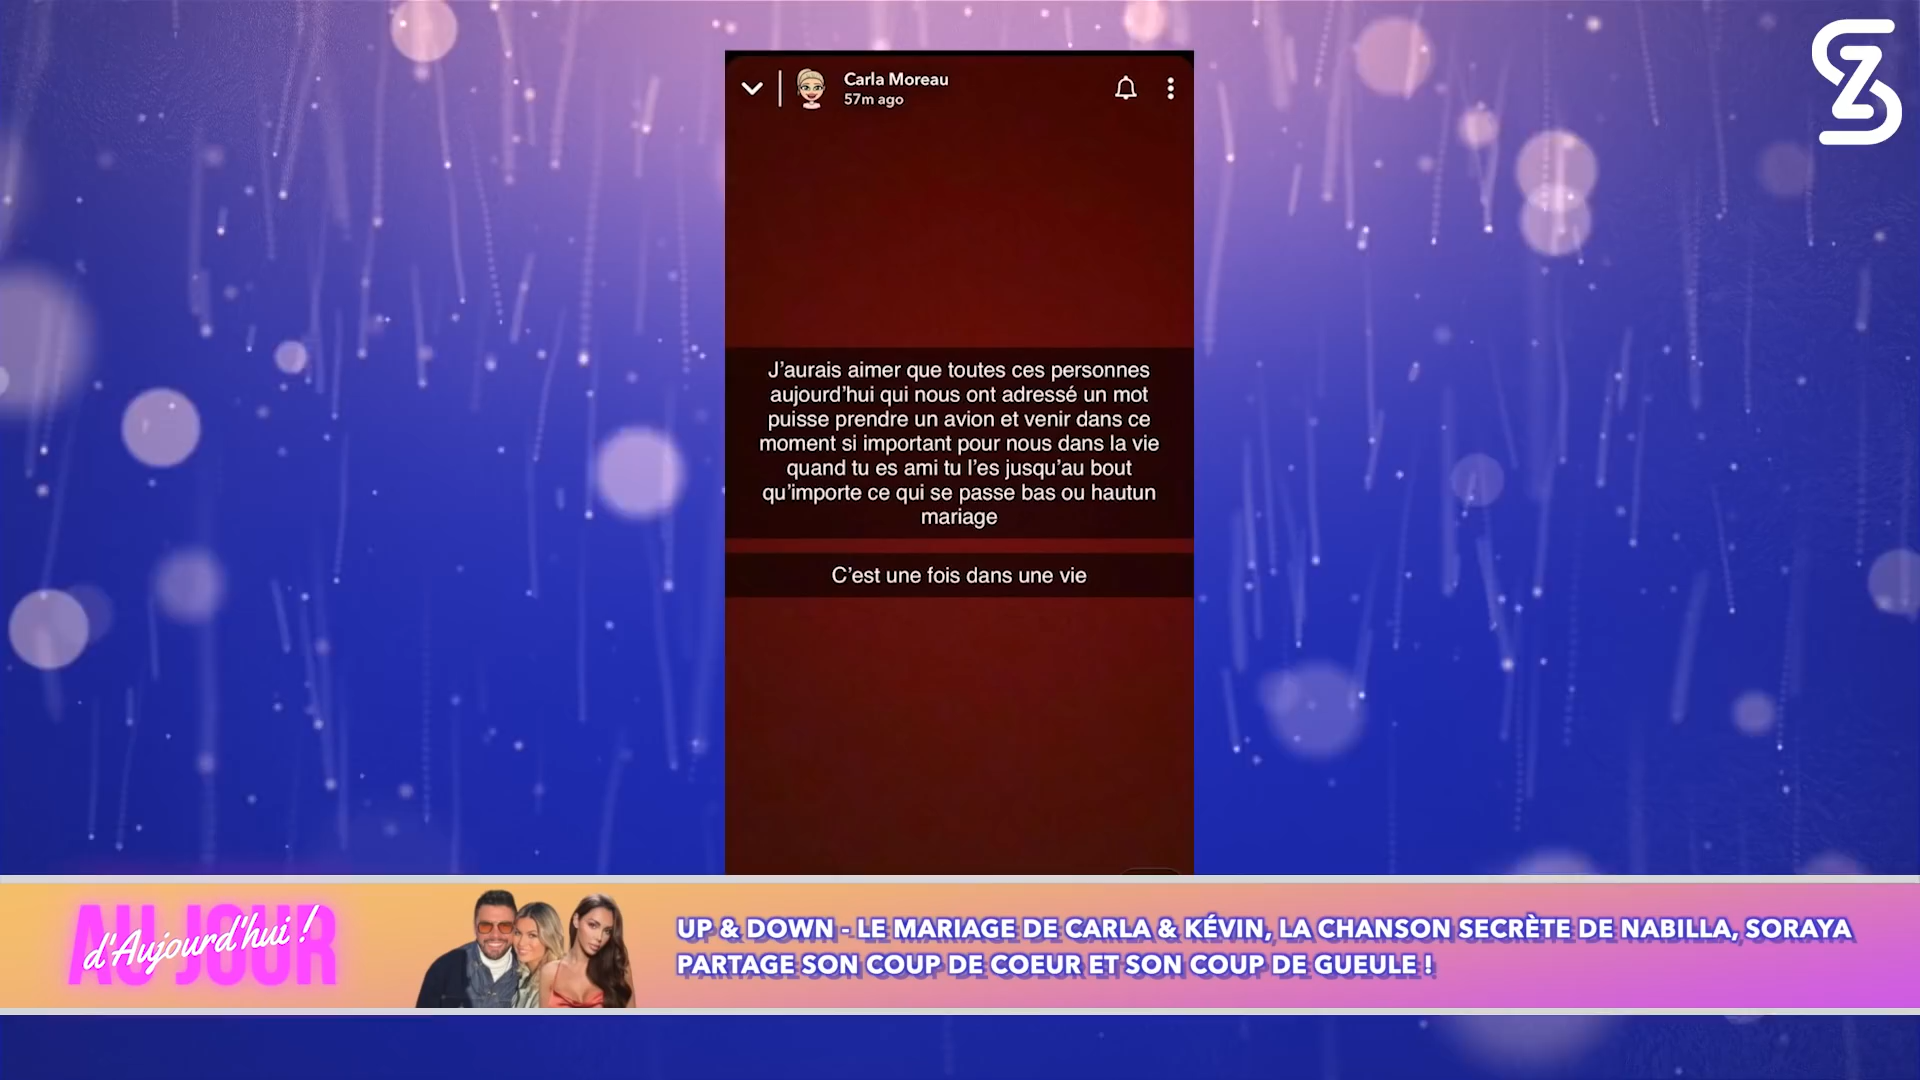 Carla Moreau
57m ago
J'aurais aimer que toutes ces personnes
aujourd'hui qui nous ont adressé un mot
puisse prendre un avion et venir dans ce
moment si important pour nous dans la vie
quand tu es ami tu l'es jusqu'au bout
qu'importe ce qui se passe bas ou hautun
mariage
C'est une fois dans une vie
AUJOUR
d'Aujourd'hui !
UP & DOWN - LE MARIAGE DE CARLA & KÉVIN, LA CHANSON SECRÈTE DE NABILLA, SORAYA
PARTAGE SON COUP DE COEUR ET SON COUP DE GUEULE !